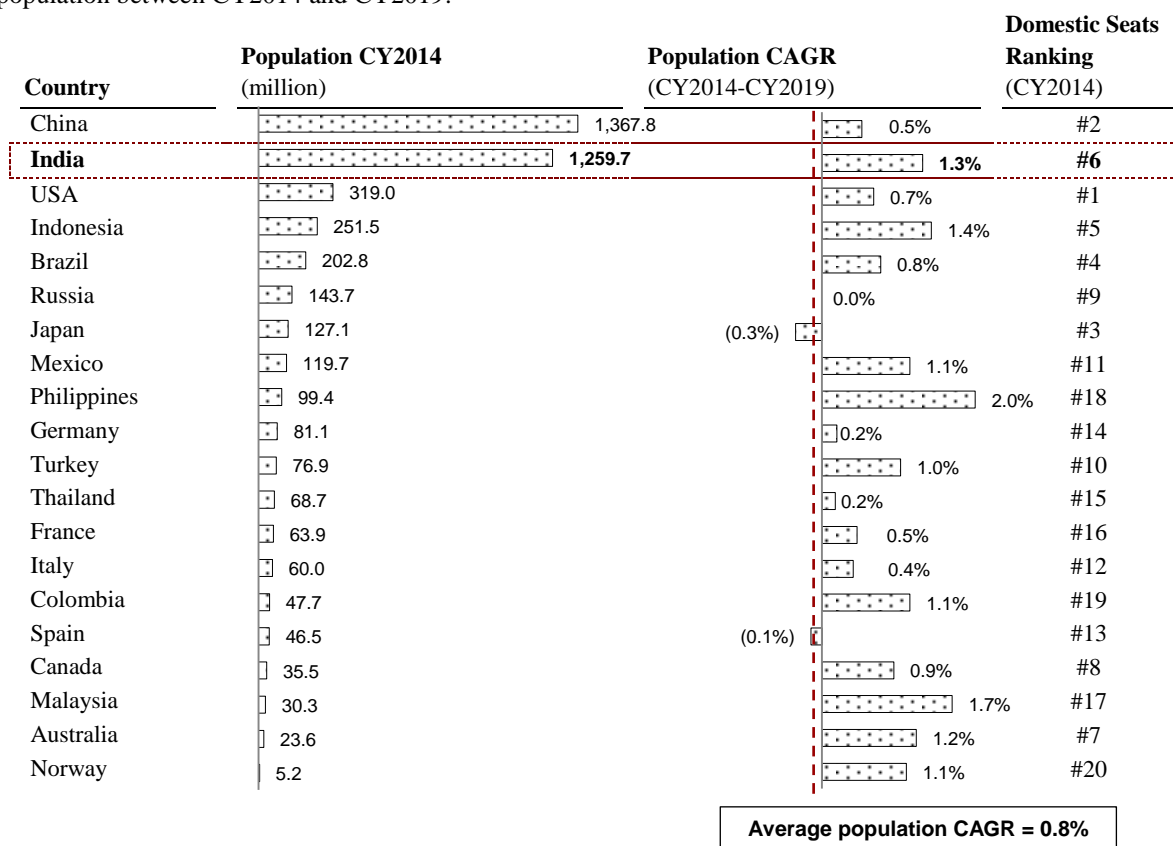 population between CY2014 and CY2019.
Domestic Seats
Population CY2014 Population CAGR Ranking
Country (million) (CY2014-CY2019) (CY2014)
China 1,367.8 0.5% #2
India 1,259.7 1.3% #6
USA 319.0 0.7% #1
Indonesia 251.5 1.4% #5
Brazil 202.8 0.8% #4
Russia 143.7 0.0% #9
Japan 127.1 (0.3%) #3
Mexico 119.7 1.1% #11
Philippines 99.4 2.0% #18
Germany 81.1 0.2% #14
Turkey 76.9 1.0% #10
Thailand 68.7 0.2% #15
France 63.9 0.5% #16
Italy 60.0 0.4% #12
Colombia 47.7 1.1% #19
Spain 46.5 (0.1%) #13
Canada 35.5 0.9% #8
Malaysia 30.3 1.7% #17
Australia 23.6 1.2% #7
Norway 5.2 1.1% #20
Average population CAGR = 0.8%